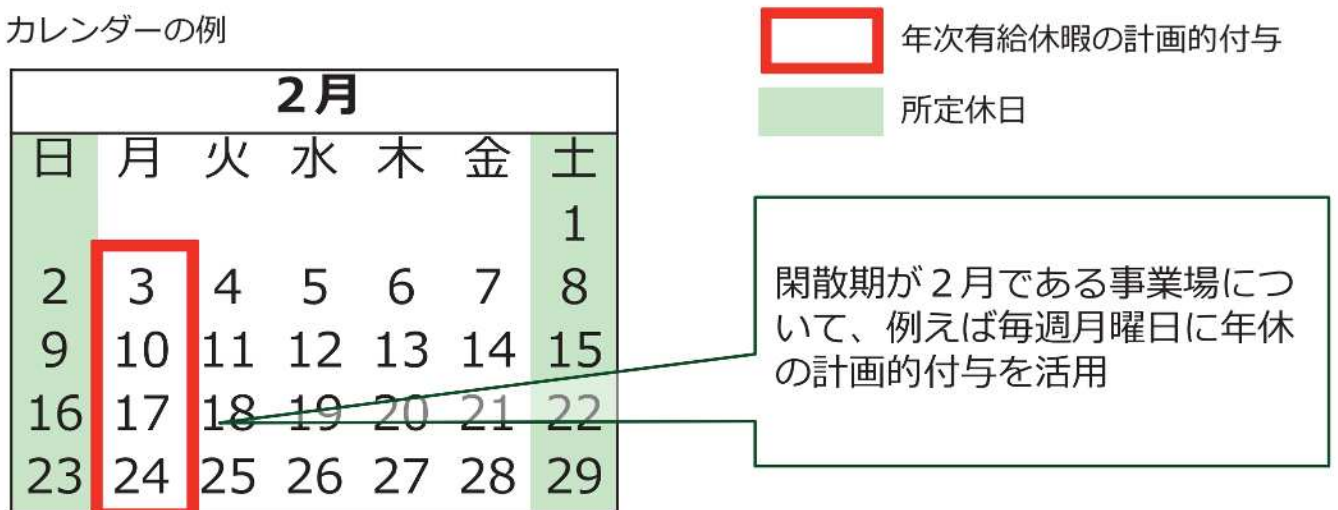 カレンダーの例
年次有給休暇の計画的付与
所定休日
2月
日 月 火 水 木 金 土
1
2 3 4 5 6 7 8
9 10 11 12 13 14 15
16 17 18 19 20 21 22
23 24 25 26 27 28 29
閑散期が2月である事業場につ
いて、例えば毎週月曜日に年休
の計画的付与を活用